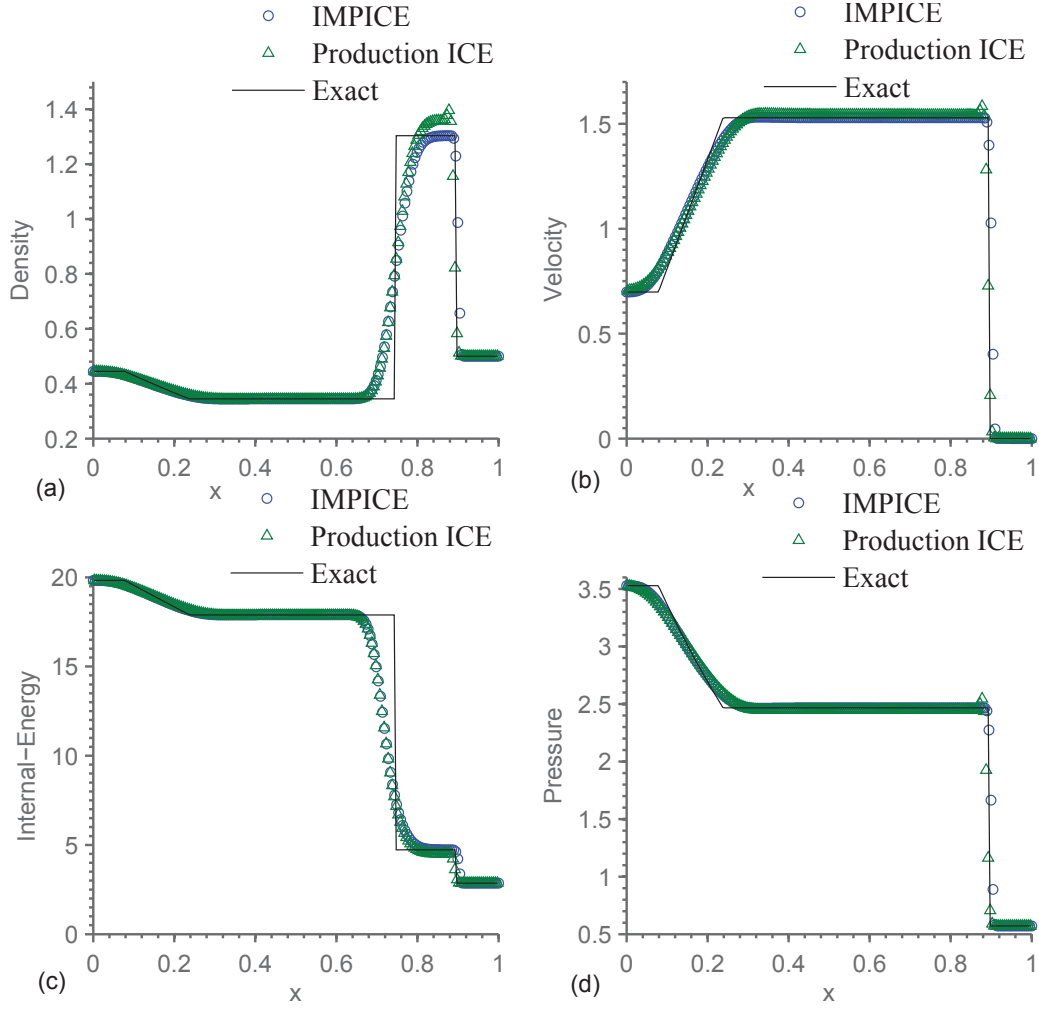 IMPICE
Production ICE
Exact
1.4
1.2
1
0.8
0.6
0.4
0.2
Density
0 0.2 0.4 0.6 0.8 1
x
(a)
IMPICE
Production ICE
Exact
1.5
1
0.5
0
Velocity
0 0.2 0.4 0.6 0.8 1
x
(b)
IMPICE
Production ICE
Exact
20
15
10
5
0
Internal−Energy
0 0.2 0.4 0.6 0.8 1
x
(c)
IMPICE
Production ICE
Exact
3.5
3
2.5
2
1.5
1
0.5
Pressure
0 0.2 0.4 0.6 0.8 1
x
(d)